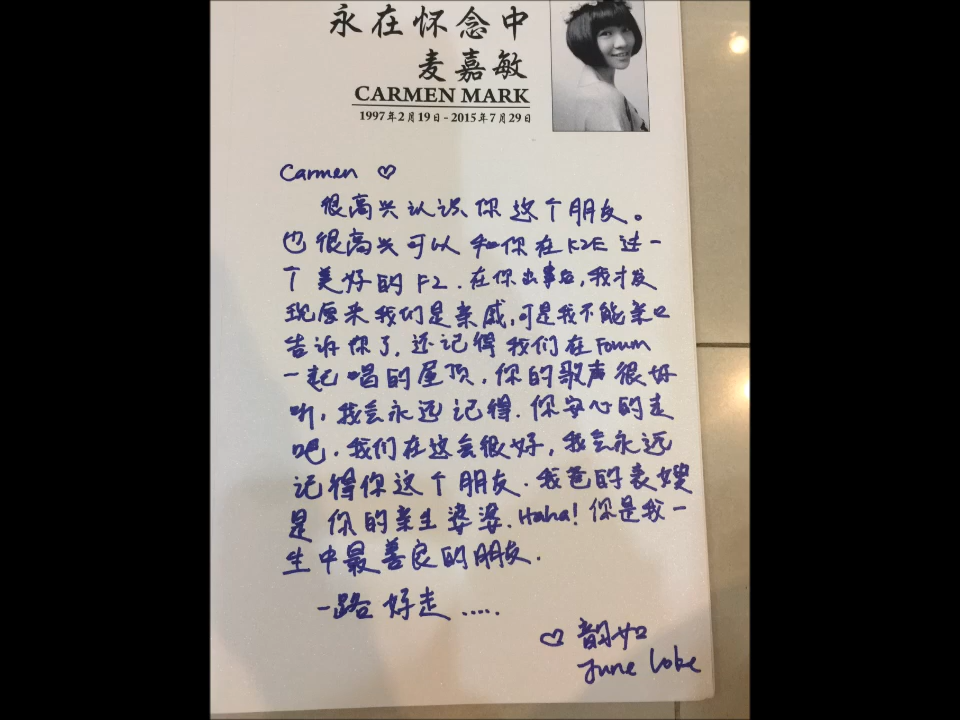 永在怀念中
麦嘉敏
CARMEN MARK
1997年2月19日 - 2015年7月29日
Carmen ♡
很高兴认识你这个朋友。
也很高兴可以和你在K2E过一
个美好的F2.在你出事后,我才发
现原来我们是亲戚,可是我不能亲口
告诉你了,还记得我们在Forum
一起唱的屋顶,你的歌声很好
听,我会永远记得.你安心的走
吧.我们在这会很好,我会永远
记得你这个朋友.我爸的表嫂
是你的亲生婆婆.Haha!你是我一
生中最善良的朋友.
一路好走.....
♡ 韵如
June Loke